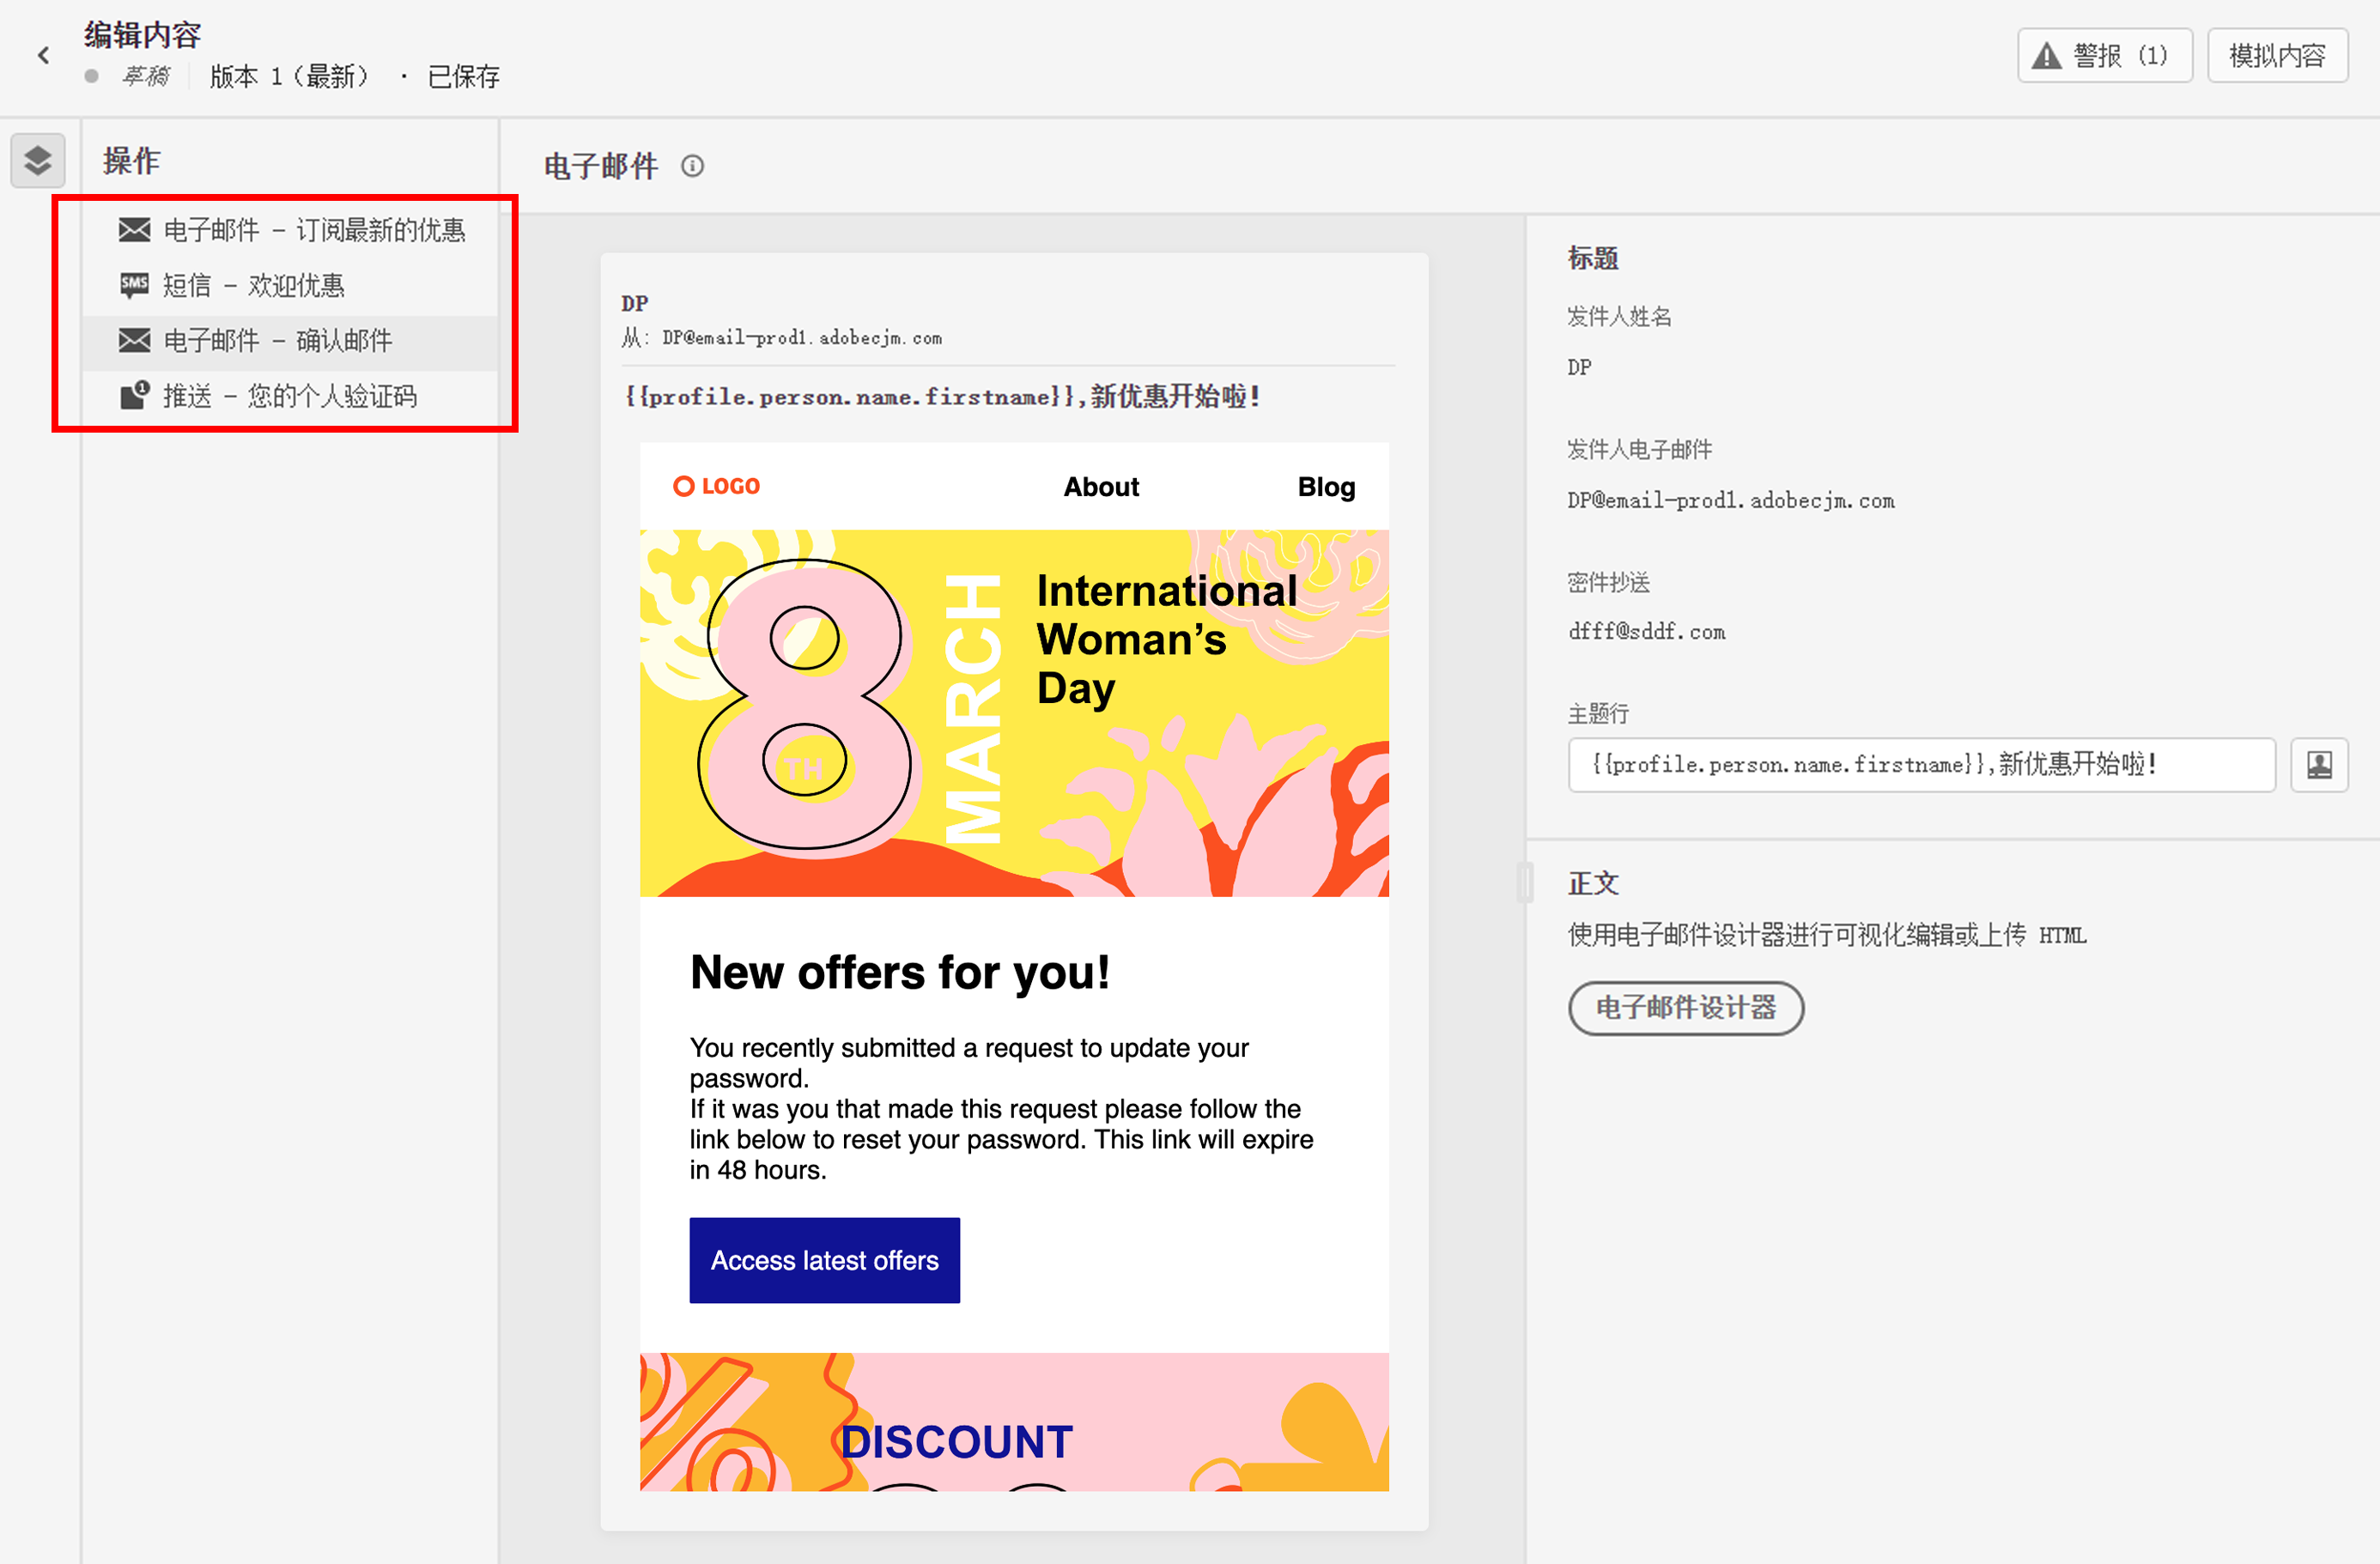 编辑内容
草稿 版本 1（最新） · 已保存
警报 (1)
模拟内容
操作
电子邮件 - 订阅最新的优惠
SMS 短信 - 欢迎优惠
电子邮件 - 确认邮件
1 推送 - 您的个人验证码
电子邮件
DP
从: DP@email-prod1.adobecjm.com
{{profile.person.name.firstname}},新优惠开始啦!
LOGO About Blog
8
TH
MARCH
International
Woman’s
Day
New offers for you!
You recently submitted a request to update your
password.
If it was you that made this request please follow the
link below to reset your password. This link will expire
in 48 hours.
Access latest offers
%
DISCOUNT
标题
发件人姓名
DP
发件人电子邮件
DP@email-prod1.adobecjm.com
密件抄送
dfff@sddf.com
主题行
{{profile.person.name.firstname}},新优惠开始啦!
正文
使用电子邮件设计器进行可视化编辑或上传 HTML
电子邮件设计器